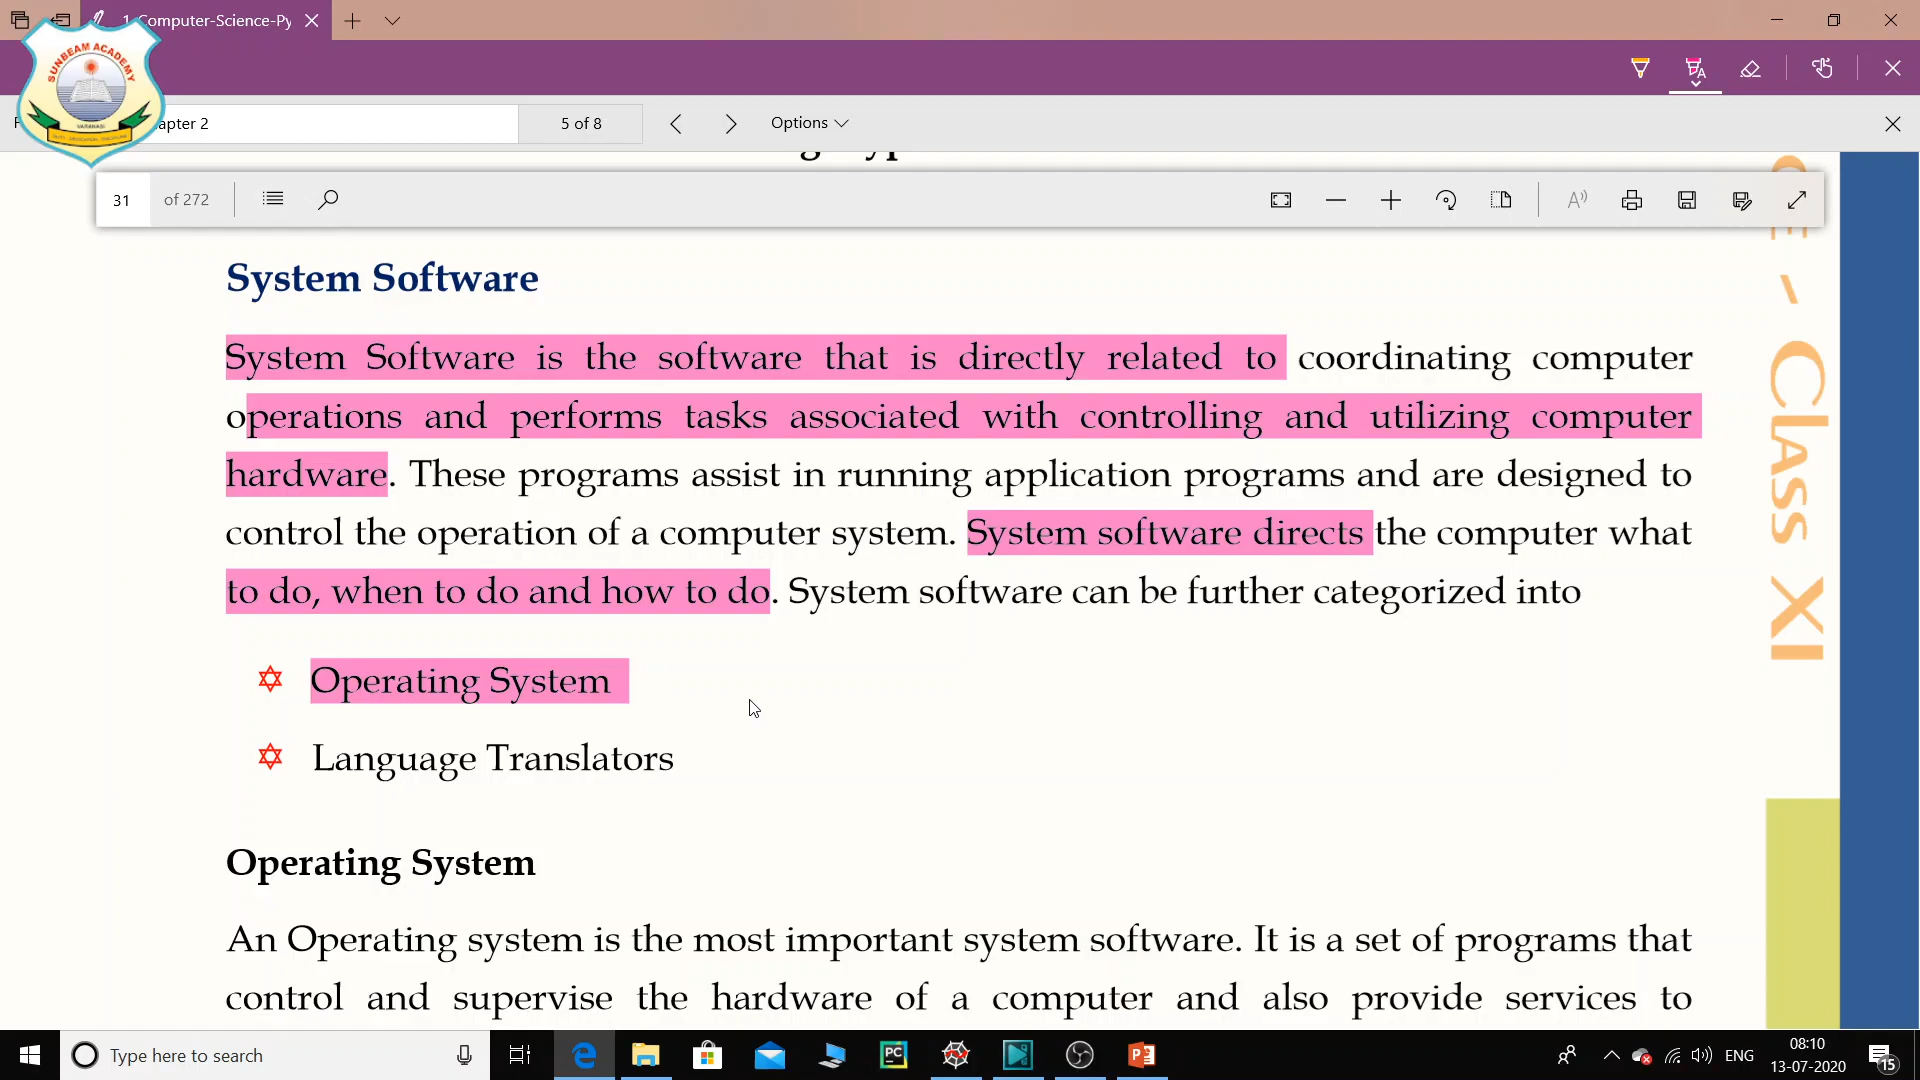 1. Computer-Science-Py
SUNBEAM ACADEMY
VARANASI
apter 2
5 of 8
Options
31
of 272
System Software
System Software is the software that is directly related to coordinating computer
operations and performs tasks associated with controlling and utilizing computer
hardware. These programs assist in running application programs and are designed to
control the operation of a computer system. System software directs the computer what
to do, when to do and how to do. System software can be further categorized into
Operating System
Language Translators
Operating System
An Operating system is the most important system software. It is a set of programs that
control and supervise the hardware of a computer and also provide services to
- Class XI
Type here to search
PC
ENG
08:10
13-07-2020
15